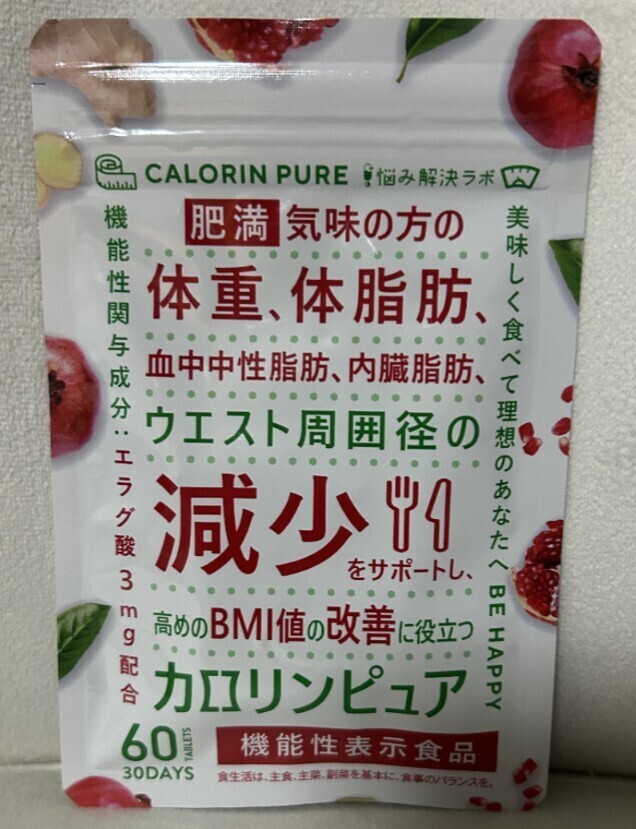 CALORIN PURE 悩み解決ラボ
肥満気味の方の
体重、体脂肪、
血中中性脂肪、内臓脂肪、
ウエスト周囲径の
減少
をサポートし、
高めのBMI値の改善に役立つ
カロリンピュア
60 TABLETS
30DAYS
機能性表示食品
食生活は、主食、主菜、副菜を基本に、食事のバランスを。
機能性関与成分：エラグ酸3mg配合
美味しく食べて理想のあなたへ BE HAPPY